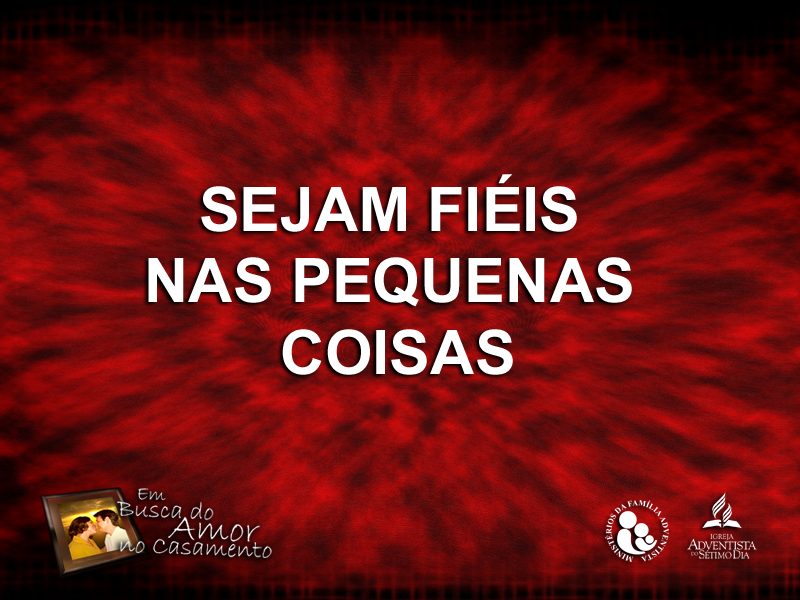 SEJAM FIÉIS
NAS PEQUENAS
COISAS
Em
Busca do
Amor
no Casamento
MINISTÉRIOS DA FAMÍLIA ADVENTISTA
IGREJA
ADVENTISTA
DO SÉTIMO DIA